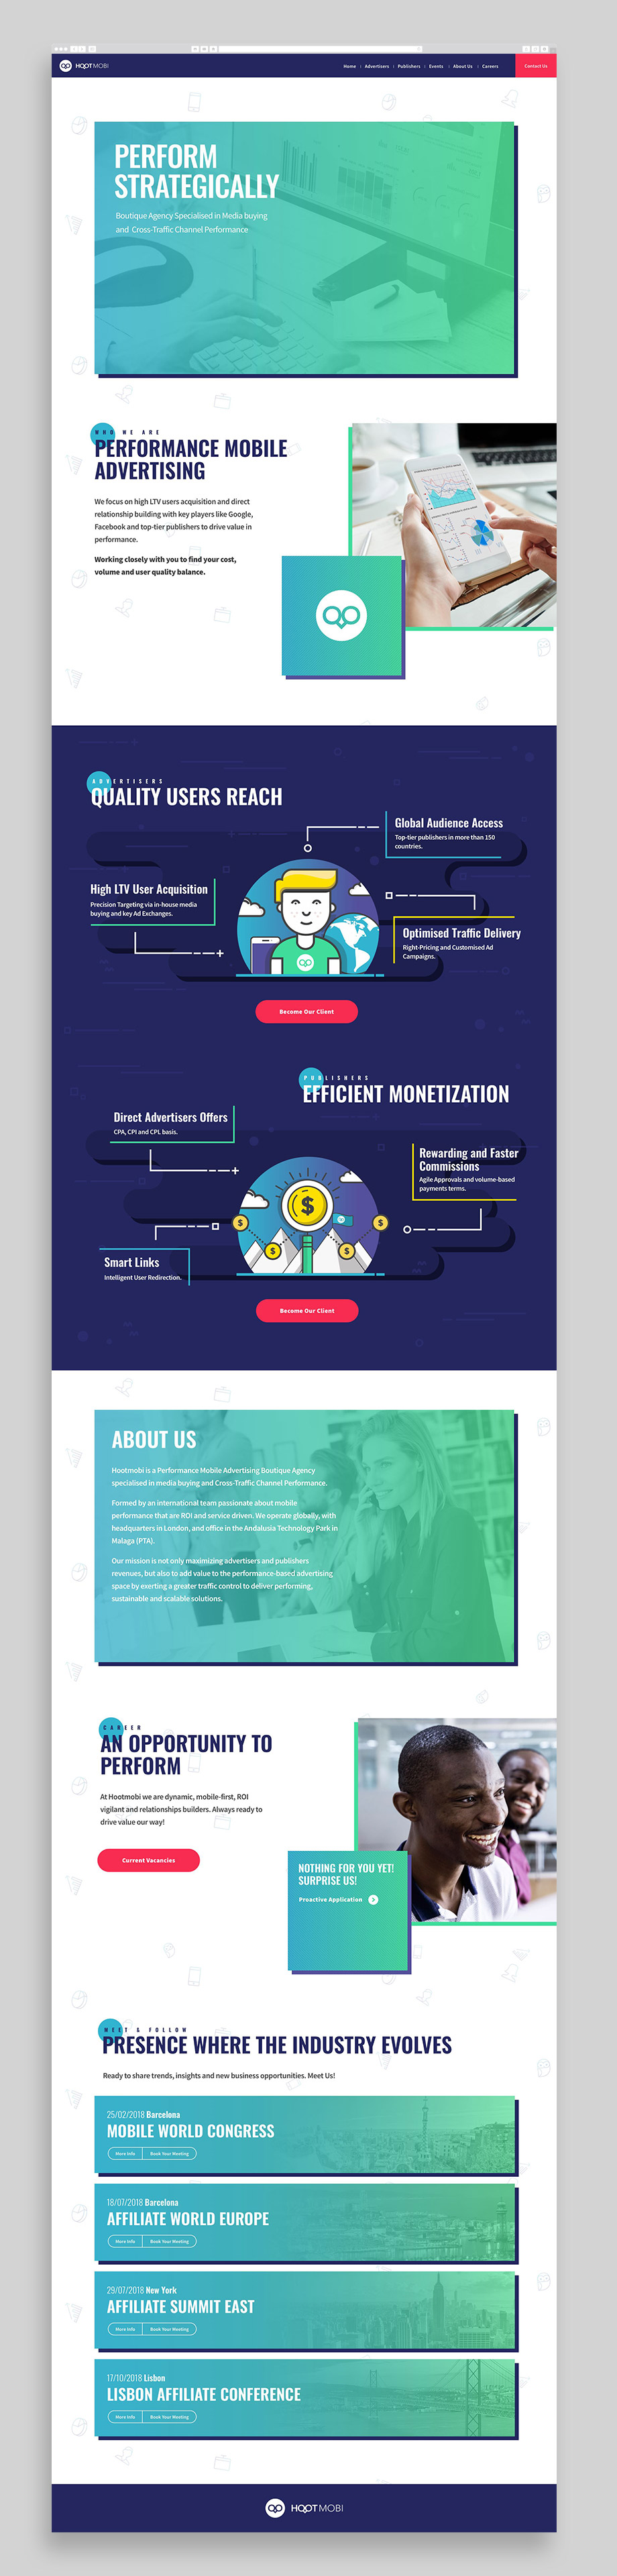 HOOTMOBI
Home | Advertisers | Publishers | Events | About Us | Careers
Contact Us
PERFORM
STRATEGICALLY
Boutique Agency Specialised in Media buying
and Cross-Traffic Channel Performance
WHO WE ARE
PERFORMANCE MOBILE
ADVERTISING
We focus on high LTV users acquisition and direct
relationship building with key players like Google,
Facebook and top-tier publishers to drive value in
performance.
Working closely with you to find your cost,
volume and user quality balance.
ADVERTISERS
QUALITY USERS REACH
Global Audience Access
Top-tier publishers in more than 150
countries.
High LTV User Acquisition
Precision Targeting via in-house media
buying and key Ad Exchanges.
Optimised Traffic Delivery
Right-Pricing and Customised Ad
Campaigns.
Become Our Client
PUBLISHERS
EFFICIENT MONETIZATION
Direct Advertisers Offers
CPA, CPI and CPL basis.
Rewarding and Faster
Commissions
Agile Approvals and volume-based
payments terms.
$
$
$
$
$
Smart Links
Intelligent User Redirection.
Become Our Client
ABOUT US
Hootmobi is a Performance Mobile Advertising Boutique Agency
specialised in media buying and Cross-Traffic Channel Performance.
Formed by an international team passionate about mobile
performance that are ROI and service driven. We operate globally, with
headquarters in London, and office in the Andalusia Technology Park in
Malaga (PTA).
Our mission is not only maximizing advertisers and publishers
revenues, but also to add value to the performance-based advertising
space by exerting a greater traffic control to deliver performing,
sustainable and scalable solutions.
CAREER
AN OPPORTUNITY TO
PERFORM
At Hootmobi we are dynamic, mobile-first, ROI
vigilant and relationships builders. Always ready to
drive value our way!
Current Vacancies
NOTHING FOR YOU YET!
SURPRISE US!
Proactive Application
MEET & FOLLOW
PRESENCE WHERE THE INDUSTRY EVOLVES
Ready to share trends, insights and new business opportunities. Meet Us!
25/02/2018 Barcelona
MOBILE WORLD CONGRESS
More Info Book Your Meeting
18/07/2018 Barcelona
AFFILIATE WORLD EUROPE
More Info Book Your Meeting
29/07/2018 New York
AFFILIATE SUMMIT EAST
More Info Book Your Meeting
17/10/2018 Lisbon
LISBON AFFILIATE CONFERENCE
More Info Book Your Meeting
HOOTMOBI